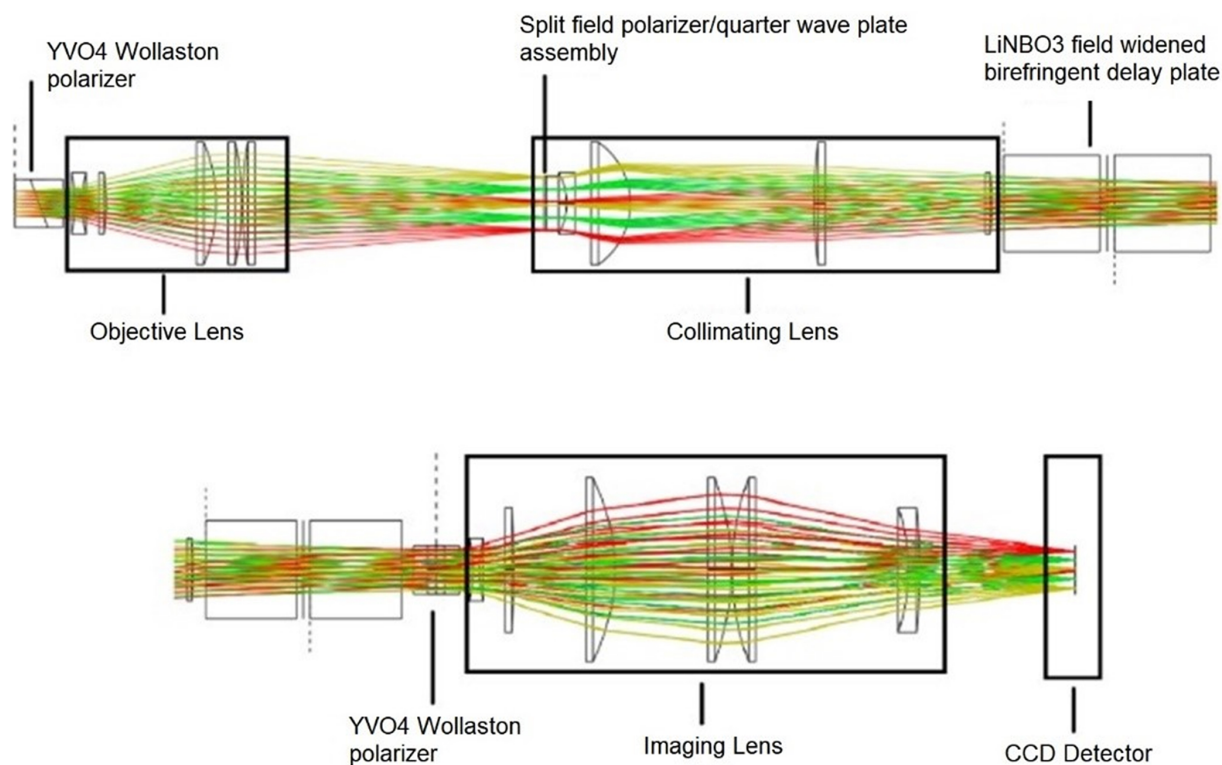 YVO4 Wollaston
polarizer
Split field polarizer/quarter wave plate
assembly
LiNBO3 field widened
birefringent delay plate
Objective Lens
Collimating Lens
YVO4 Wollaston
polarizer
Imaging Lens
CCD Detector